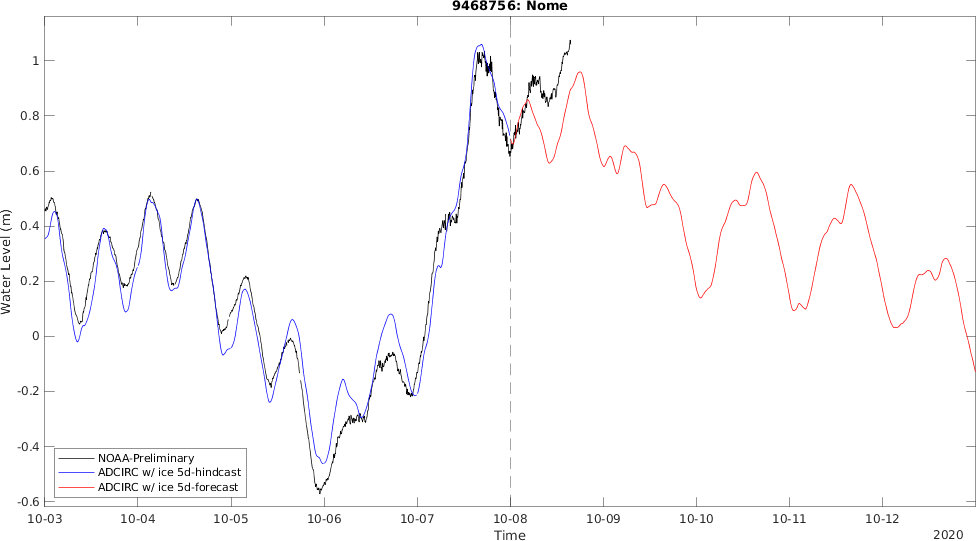 9468756: Nome
Water Level (m)
1
0.8
0.6
0.4
0.2
0
-0.2
-0.4
-0.6
NOAA-Preliminary
ADCIRC w/ ice 5d-hindcast
ADCIRC w/ ice 5d-forecast
10-03 10-04 10-05 10-06 10-07 10-08 10-09 10-10 10-11 10-12
Time
2020